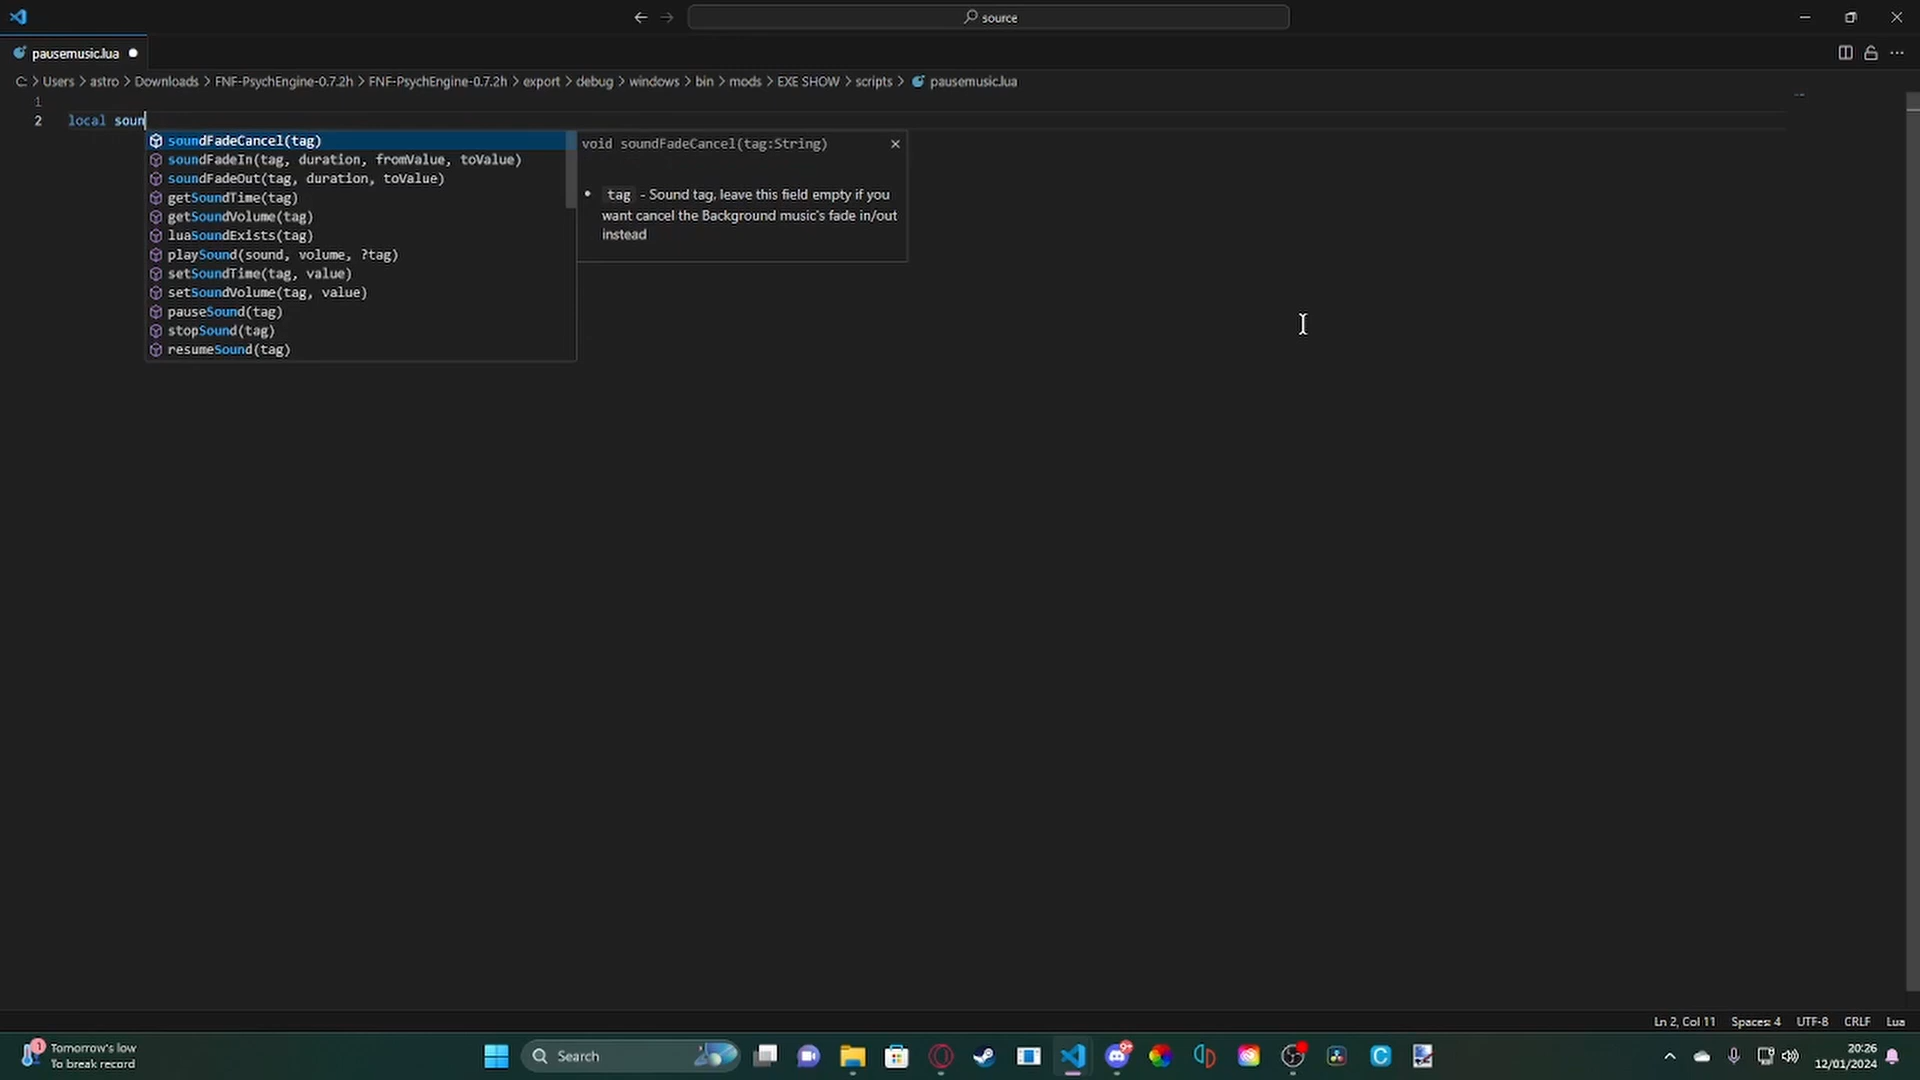 source
pausemusic.lua
C: > Users > astro > Downloads > FNF-PsychEngine-0.7.2h > FNF-PsychEngine-0.7.2h > export > debug > windows > bin > mods > EXE SHOW > scripts > pausemusic.lua
1
2 local soun
soundFadeCancel(tag)
soundFadeIn(tag, duration, fromValue, toValue)
soundFadeOut(tag, duration, toValue)
getSoundTime(tag)
getSoundVolume(tag)
luaSoundExists(tag)
playSound(sound, volume, ?tag)
setSoundTime(tag, value)
setSoundVolume(tag, value)
pauseSound(tag)
stopSound(tag)
resumeSound(tag)
void soundFadeCancel(tag:String)
• tag - Sound tag, leave this field empty if you
want cancel the Background music's fade in/out
instead
Ln 2, Col 11 Spaces: 4 UTF-8 CRLF Lua
1
Tomorrow's low
To break record
Search
9+
20:26
12/01/2024